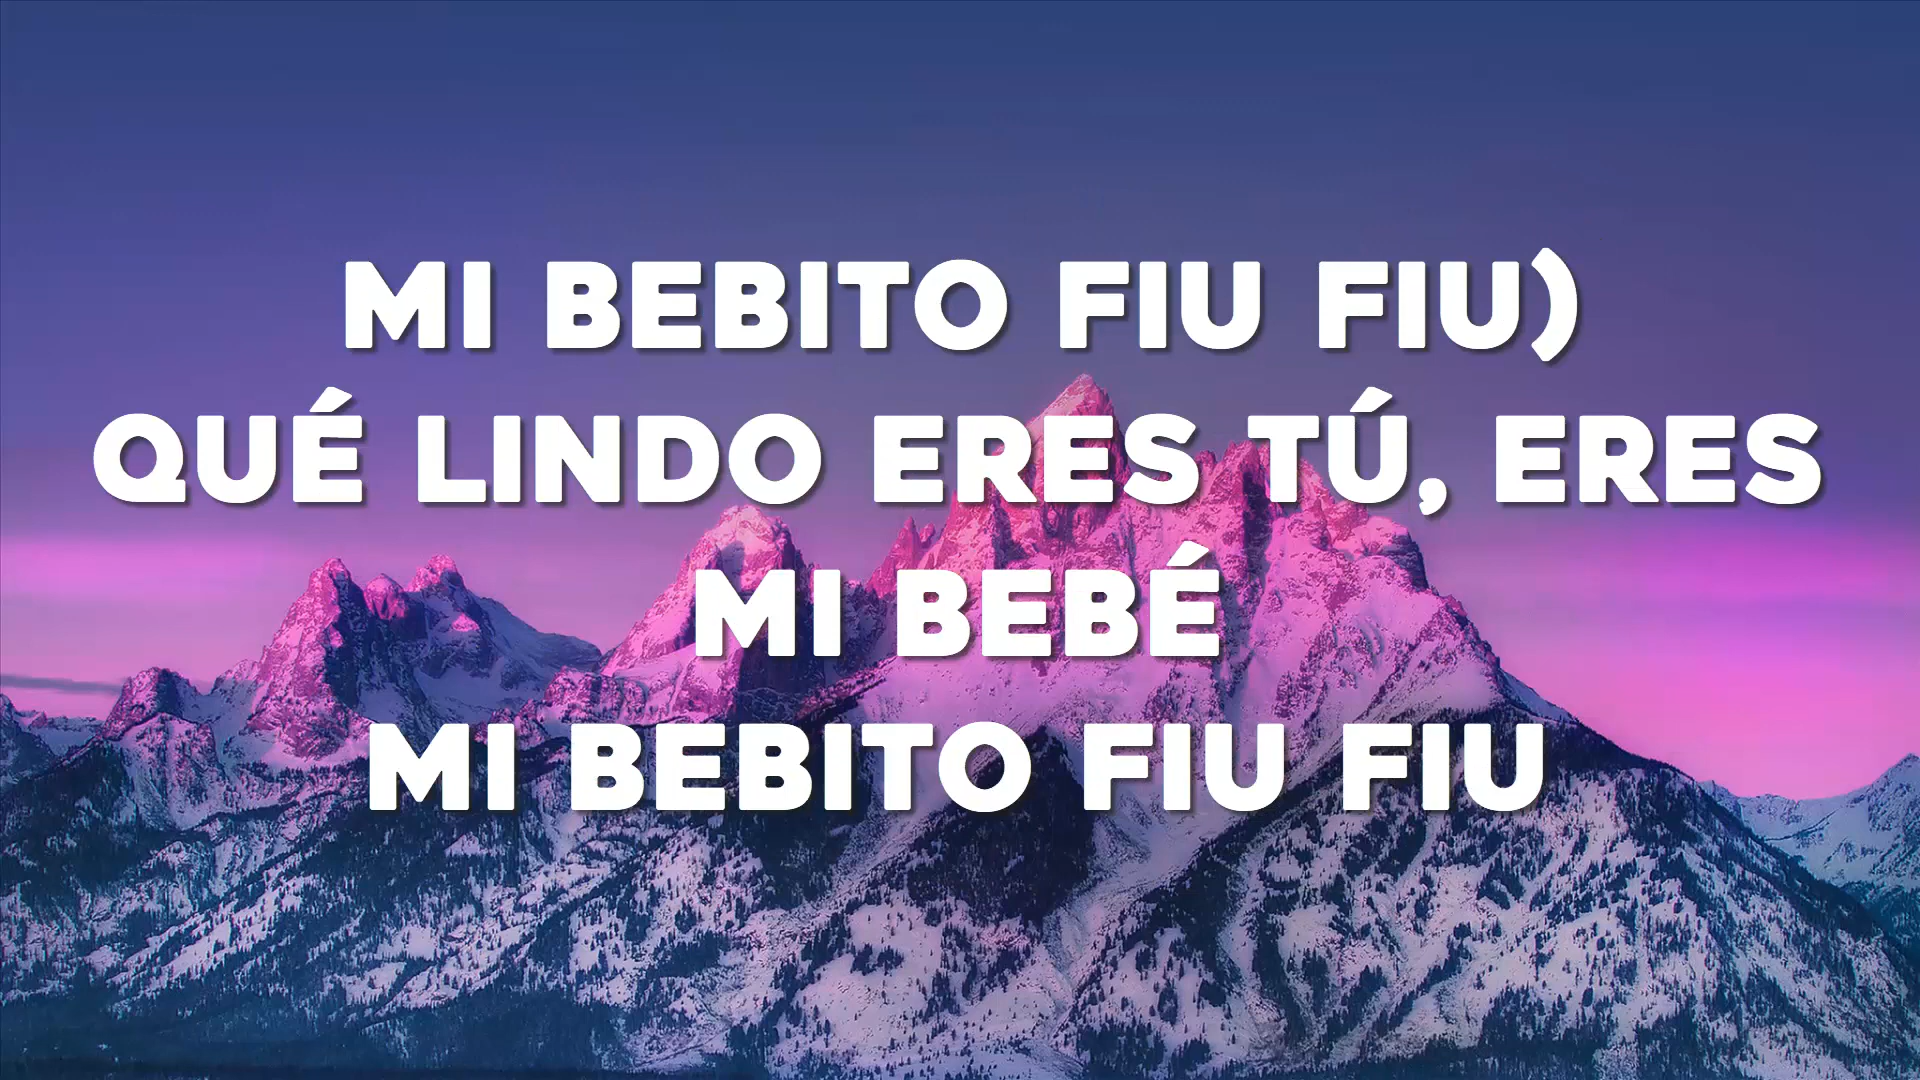 MI BEBITO FIU FIU)
QUÉ LINDO ERES TÚ, ERES
MI BEBÉ
MI BEBITO FIU FIU